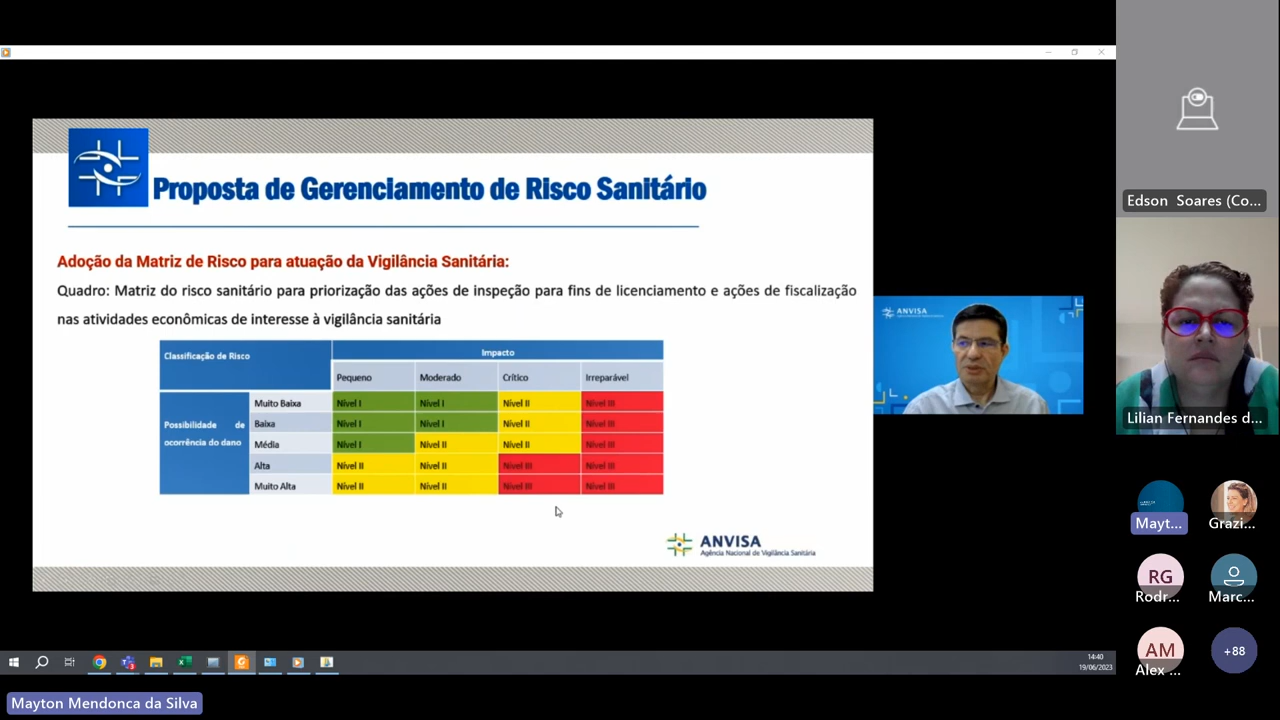 Proposta de Gerenciamento de Risco Sanitário
Adoção da Matriz de Risco para atuação da Vigilância Sanitária:
Quadro: Matriz do risco sanitário para priorização das ações de inspeção para fins de licenciamento e ações de fiscalização
nas atividades econômicas de interesse à vigilância sanitária
Classificação de Risco
Impacto
Pequeno Moderado Crítico Irreparável
Possibilidade de
ocorrência do dano
Muito Baixa Nível I Nível I Nível II Nível III
Baixa Nível I Nível I Nível II Nível III
Média Nível I Nível II Nível II Nível III
Alta Nível II Nível II Nível III Nível III
Muito Alta Nível II Nível II Nível III Nível III
ANVISA
Agência Nacional de Vigilância Sanitária
ANVISA
Edson Soares (Co...
Lilian Fernandes d...
Mayt...
Grazi...
RG
Rodr...
Marc...
AM
Alex ...
+88
14:40
19/06/2023
Mayton Mendonca da Silva